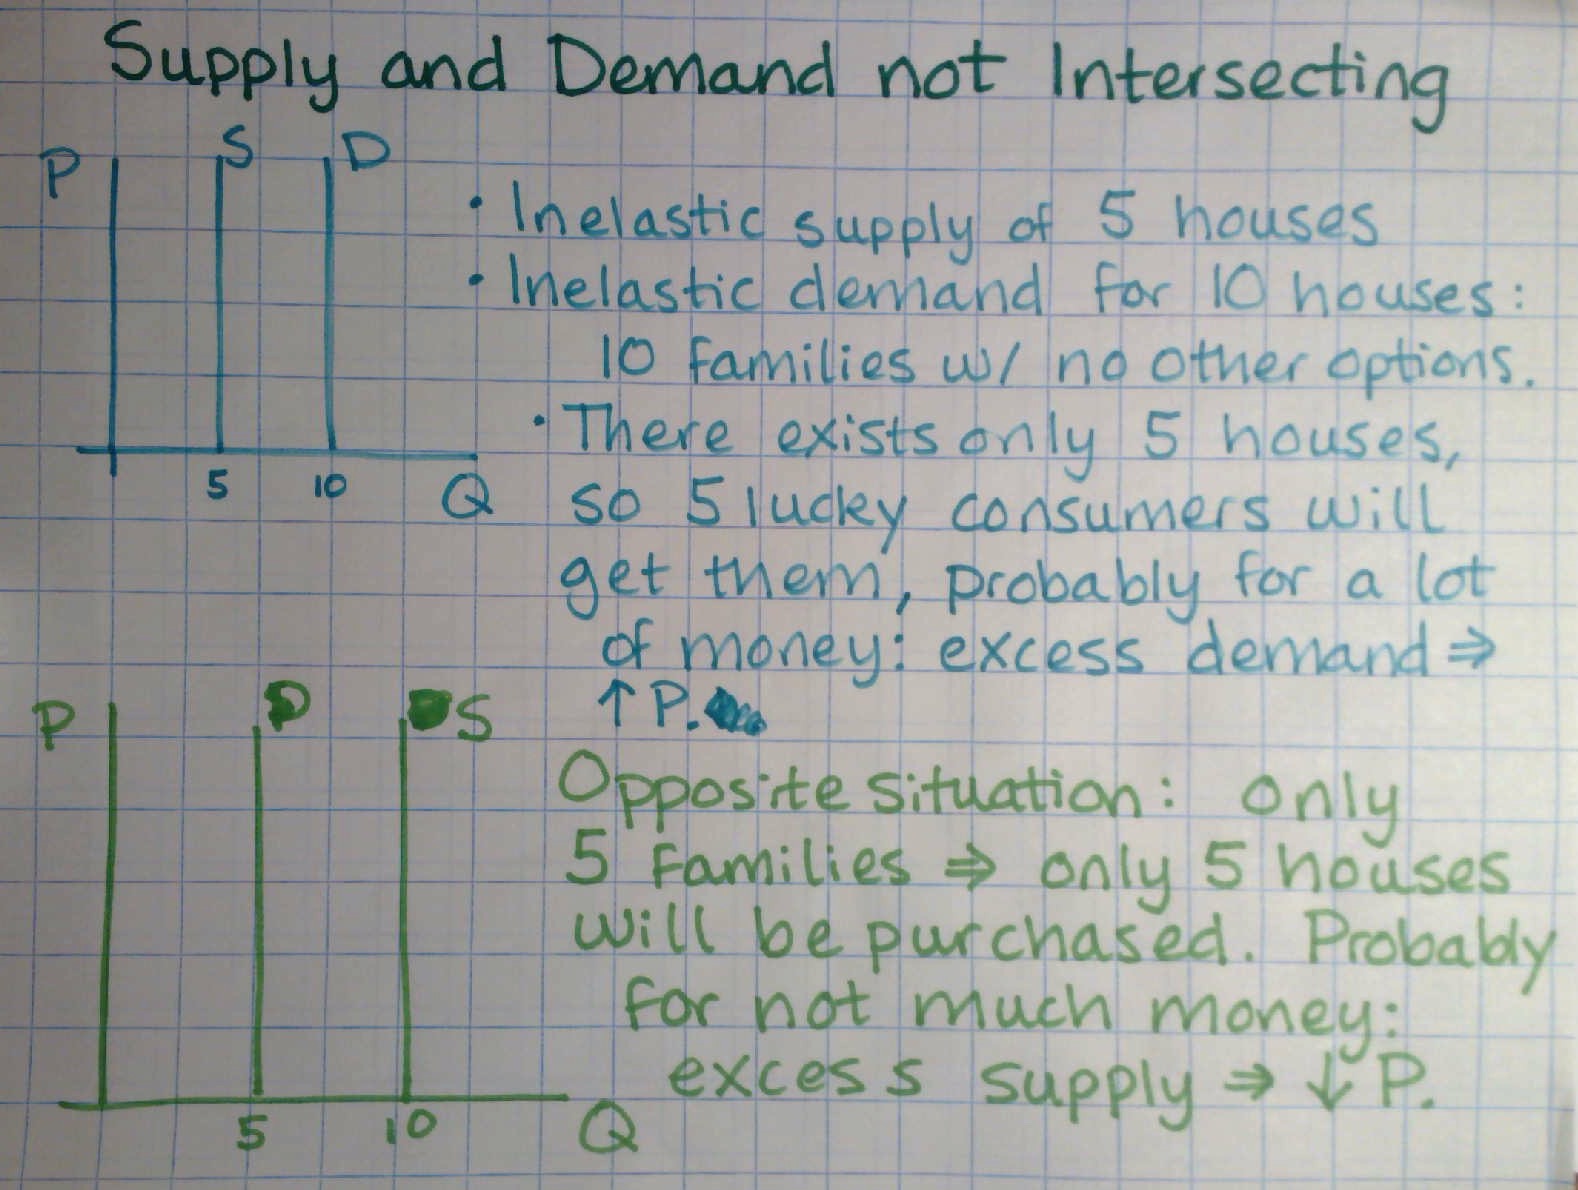 Supply and Demand not Intersecting
P S D
• Inelastic supply of 5 houses
• Inelastic demand for 10 houses:
10 families w/ no other options.
• There exists only 5 houses,
5 10 Q so 5 lucky consumers will
get them, probably for a lot
of money: excess demand ⇒
↑ P.
P D S
Opposite situation: only
5 families ⇒ only 5 houses
will be purchased. Probably
for not much money:
excess supply ⇒ ↓ P.
5 10 Q